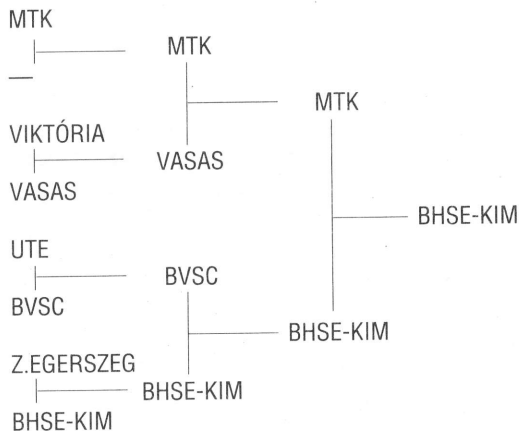 MTK
MTK
—
MTK
VIKTÓRIA
VASAS
VASAS
BHSE-KIM
UTE
BVSC
BVSC
BHSE-KIM
Z.EGERSZEG
BHSE-KIM
BHSE-KIM